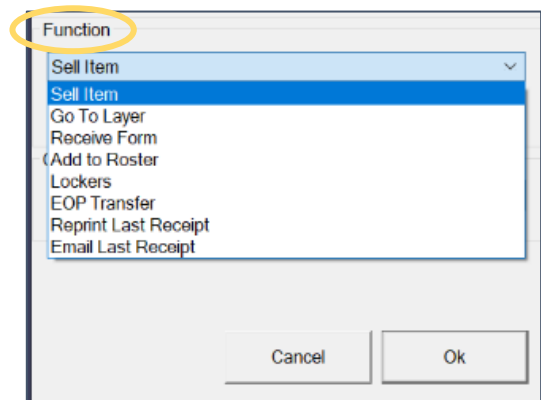 Function
Sell Item
Sell Item
Go To Layer
Receive Form
Add to Roster
Lockers
EOP Transfer
Reprint Last Receipt
Email Last Receipt
Cancel
Ok